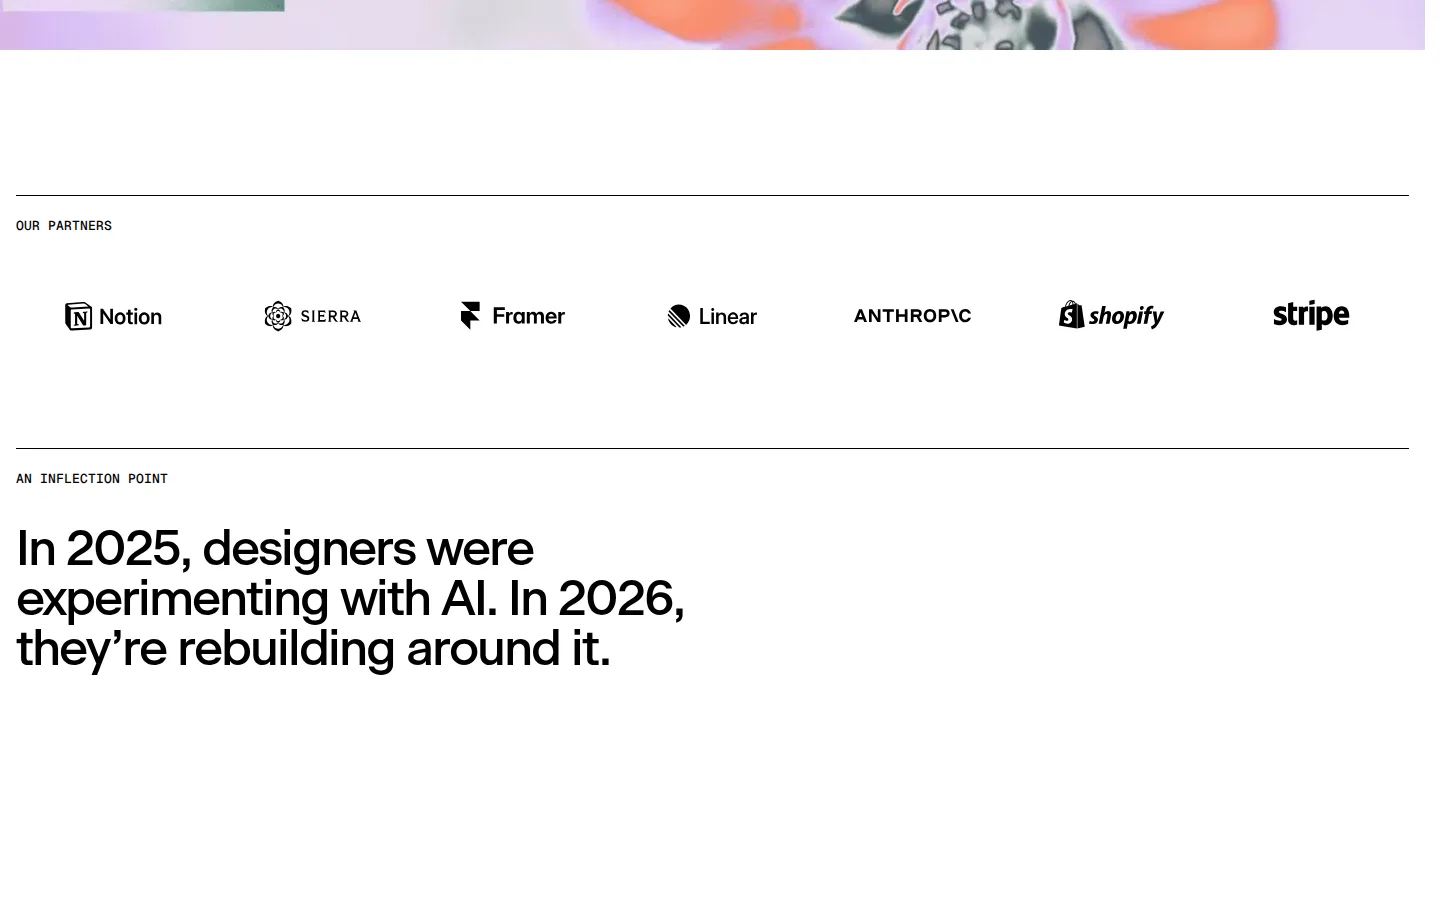 OUR PARTNERS
Notion
SIERRA
Framer
Linear
ANTHROP\C
shopify
stripe
AN INFLECTION POINT
In 2025, designers were
experimenting with AI. In 2026,
they’re rebuilding around it.